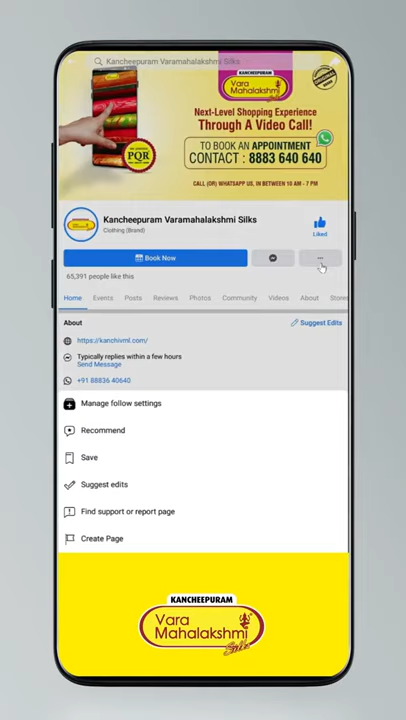 Kancheepuram Varamahalakshmi Silks
KANCHEEPURAM
Vara
Mahalakshmi
Silks
Next-Level Shopping Experience
Through A Video Call!
TO BOOK AN APPOINTMENT
CONTACT : 8883 640 640
PQR
CALL (OR) WHATSAPP US, IN BETWEEN 10 AM - 7 PM
Kancheepuram Varamahalakshmi Silks
Clothing (Brand)
Liked
Book Now
65,391 people like this
Home Events Posts Reviews Photos Community Videos About Stores
About
Suggest Edits
https://kanchivml.com/
Typically replies within a few hours
Send Message
+91 88836 40640
Manage follow settings
Recommend
Save
Suggest edits
Find support or report page
Create Page
KANCHEEPURAM
Vara
Mahalakshmi
Silks